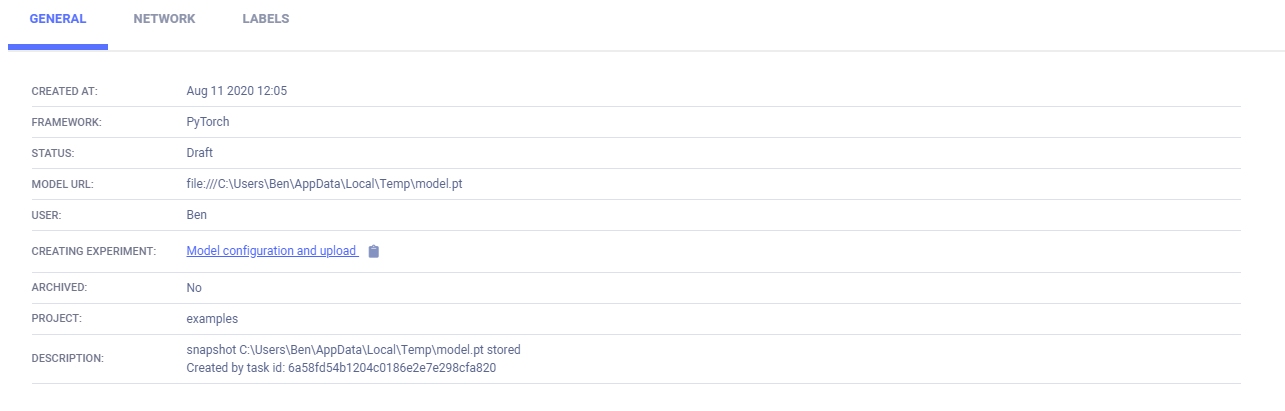 GENERAL NETWORK LABELS
CREATED AT: Aug 11 2020 12:05
FRAMEWORK: PyTorch
STATUS: Draft
MODEL URL: file:///C:\Users\Ben\AppData\Local\Temp\model.pt
USER: Ben
CREATING EXPERIMENT: Model configuration and upload
ARCHIVED: No
PROJECT: examples
DESCRIPTION: snapshot C:\Users\Ben\AppData\Local\Temp\model.pt stored
Created by task id: 6a58fd54b1204c0186e2e7e298cfa820